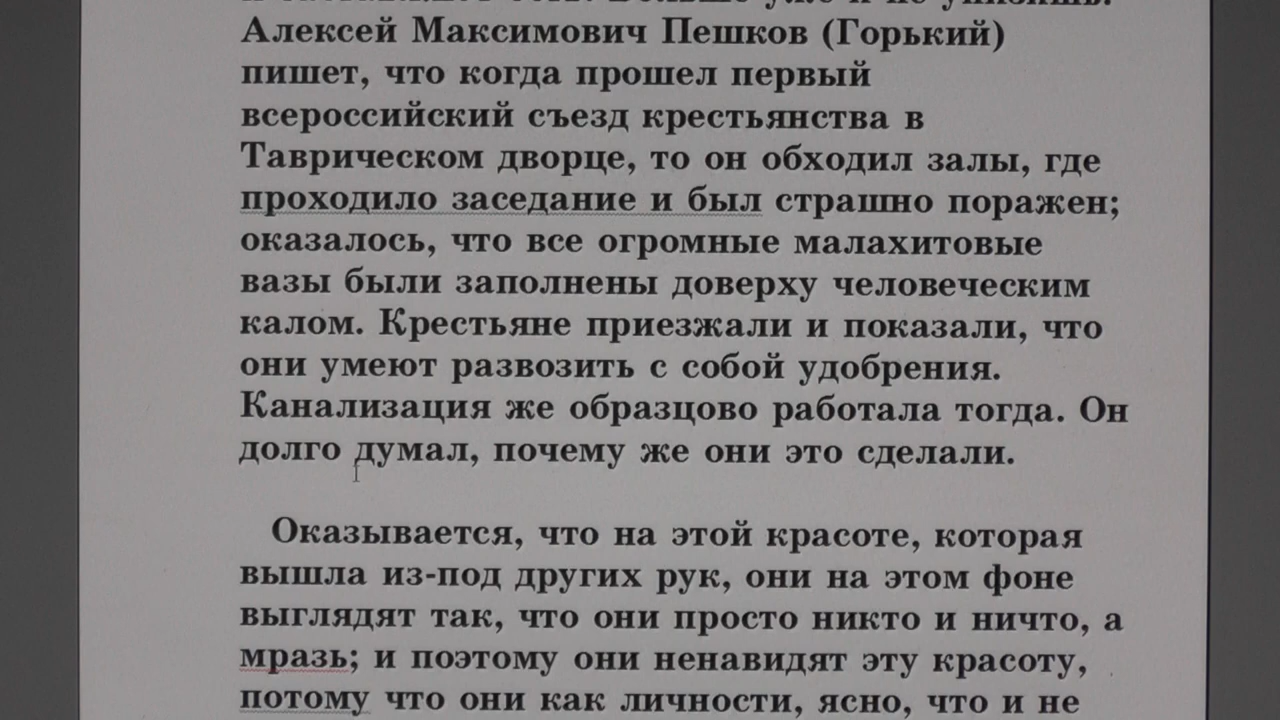 Алексей Максимович Пешков (Горький)
пишет, что когда прошел первый
всероссийский съезд крестьянства в
Таврическом дворце, то он обходил залы, где
проходило заседание и был страшно поражен;
оказалось, что все огромные малахитовые
вазы были заполнены доверху человеческим
калом. Крестьяне приезжали и показали, что
они умеют развозить с собой удобрения.
Канализация же образцово работала тогда. Он
долго думал, почему же они это сделали.
Оказывается, что на этой красоте, которая
вышла из-под других рук, они на этом фоне
выглядят так, что они просто никто и ничто, а
мразь; и поэтому они ненавидят эту красоту,
потому что они как личности, ясно, что и не